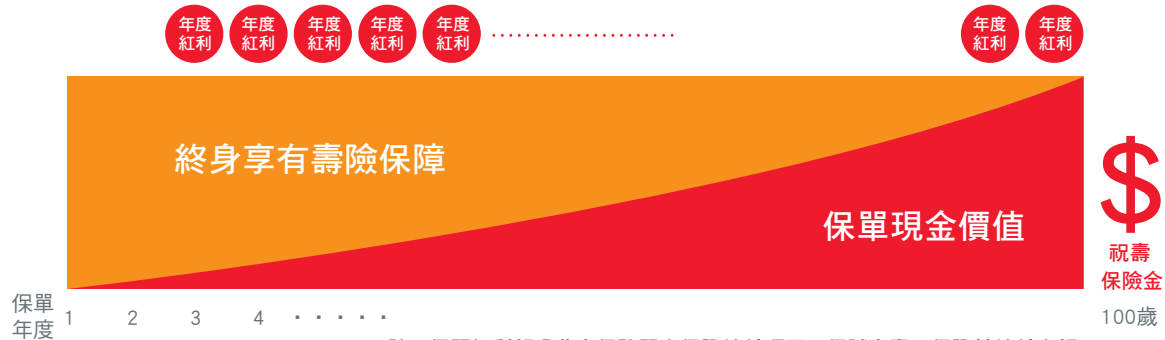 年度 年度 年度 年度 年度 年度 年度
紅利 紅利 紅利 紅利 紅利 ...................... 紅利 紅利
終身享有壽險保障
保單現金價值
$
祝壽
保險金
保單
年度 1 2 3 4 ‧‧‧‧‧ 100歲